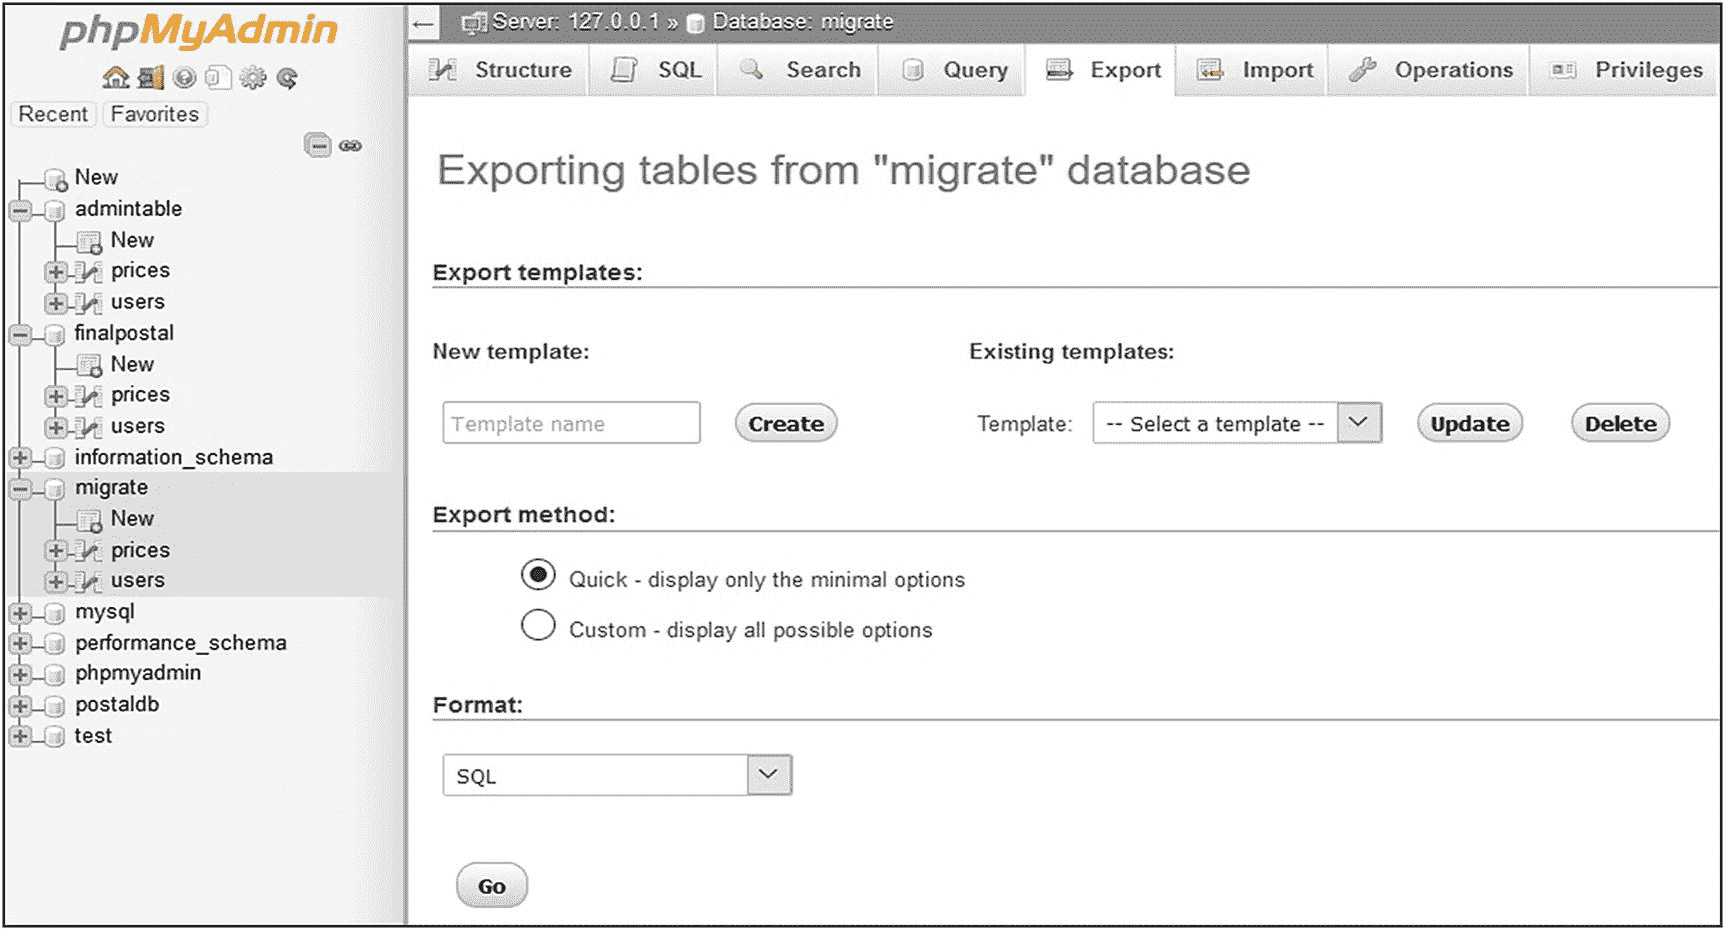 phpMyAdmin
Recent Favorites
New
admintable
New
prices
users
finalpostal
New
prices
users
information_schema
migrate
New
prices
users
mysql
performance_schema
phpmyadmin
postaldb
test
← Server: 127.0.0.1 » Database: migrate
Structure SQL Search Query Export Import Operations Privileges
Exporting tables from "migrate" database
Export templates:
New template: Existing templates:
Template name Create Template: -- Select a template -- Update Delete
Export method:
Quick - display only the minimal options
Custom - display all possible options
Format:
SQL
Go